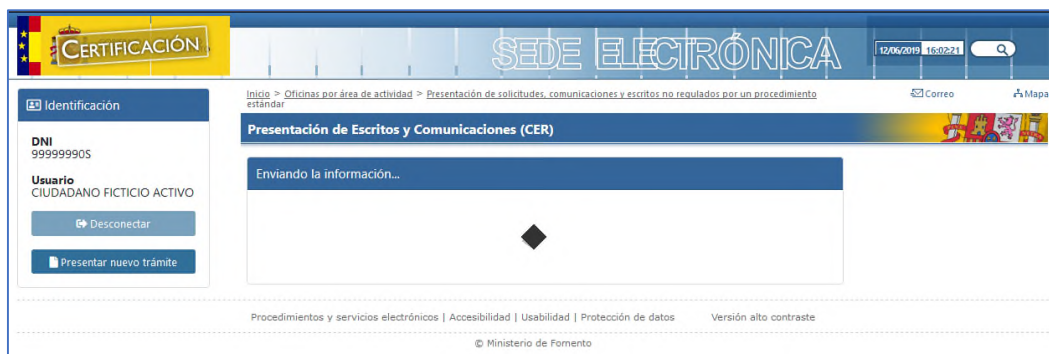 CERTIFICACIÓN
SEDE ELECTRÓNICA
12/06/2019 16:02:21
Identificación
DNI
99999990S
Usuario
CIUDADANO FICTICIO ACTIVO
Desconectar
Presentar nuevo trámite
Inicio > Oficinas por área de actividad > Presentación de solicitudes, comunicaciones y escritos no regulados por un procedimiento
estándar
Correo
Mapa
Presentación de Escritos y Comunicaciones (CER)
Enviando la información...
Procedimientos y servicios electrónicos | Accesibilidad | Usabilidad | Protección de datos Versión alto contraste
© Ministerio de Fomento